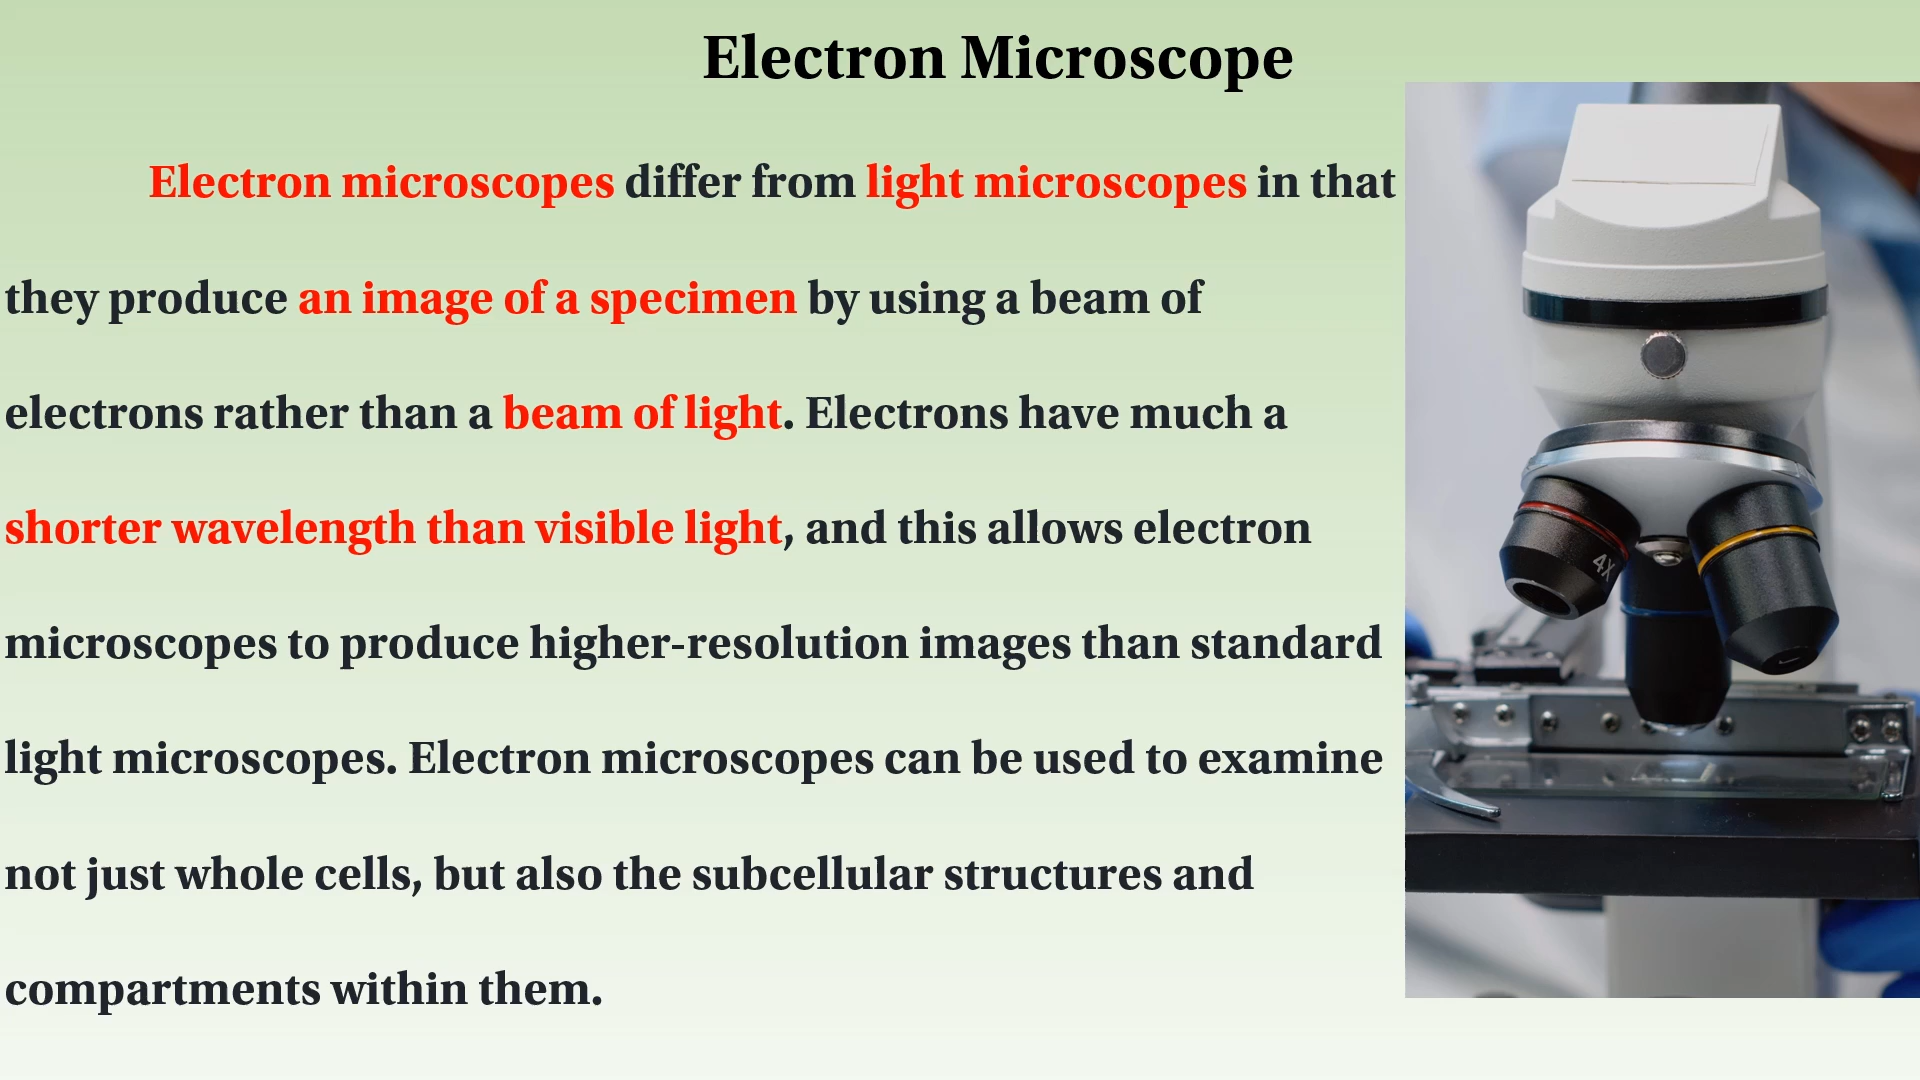 Electron Microscope
Electron microscopes differ from light microscopes in that
they produce an image of a specimen by using a beam of
electrons rather than a beam of light. Electrons have much a
shorter wavelength than visible light, and this allows electron
microscopes to produce higher-resolution images than standard
light microscopes. Electron microscopes can be used to examine
not just whole cells, but also the subcellular structures and
compartments within them.
4X